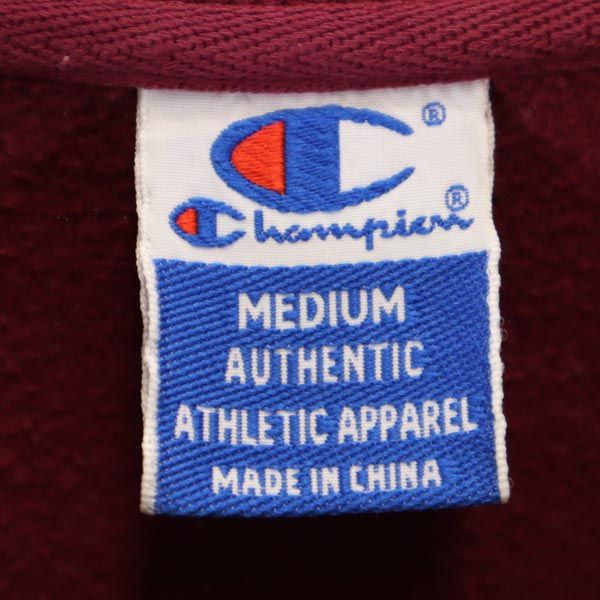 ®
Champion®
MEDIUM
AUTHENTIC
ATHLETIC APPAREL
MADE IN CHINA